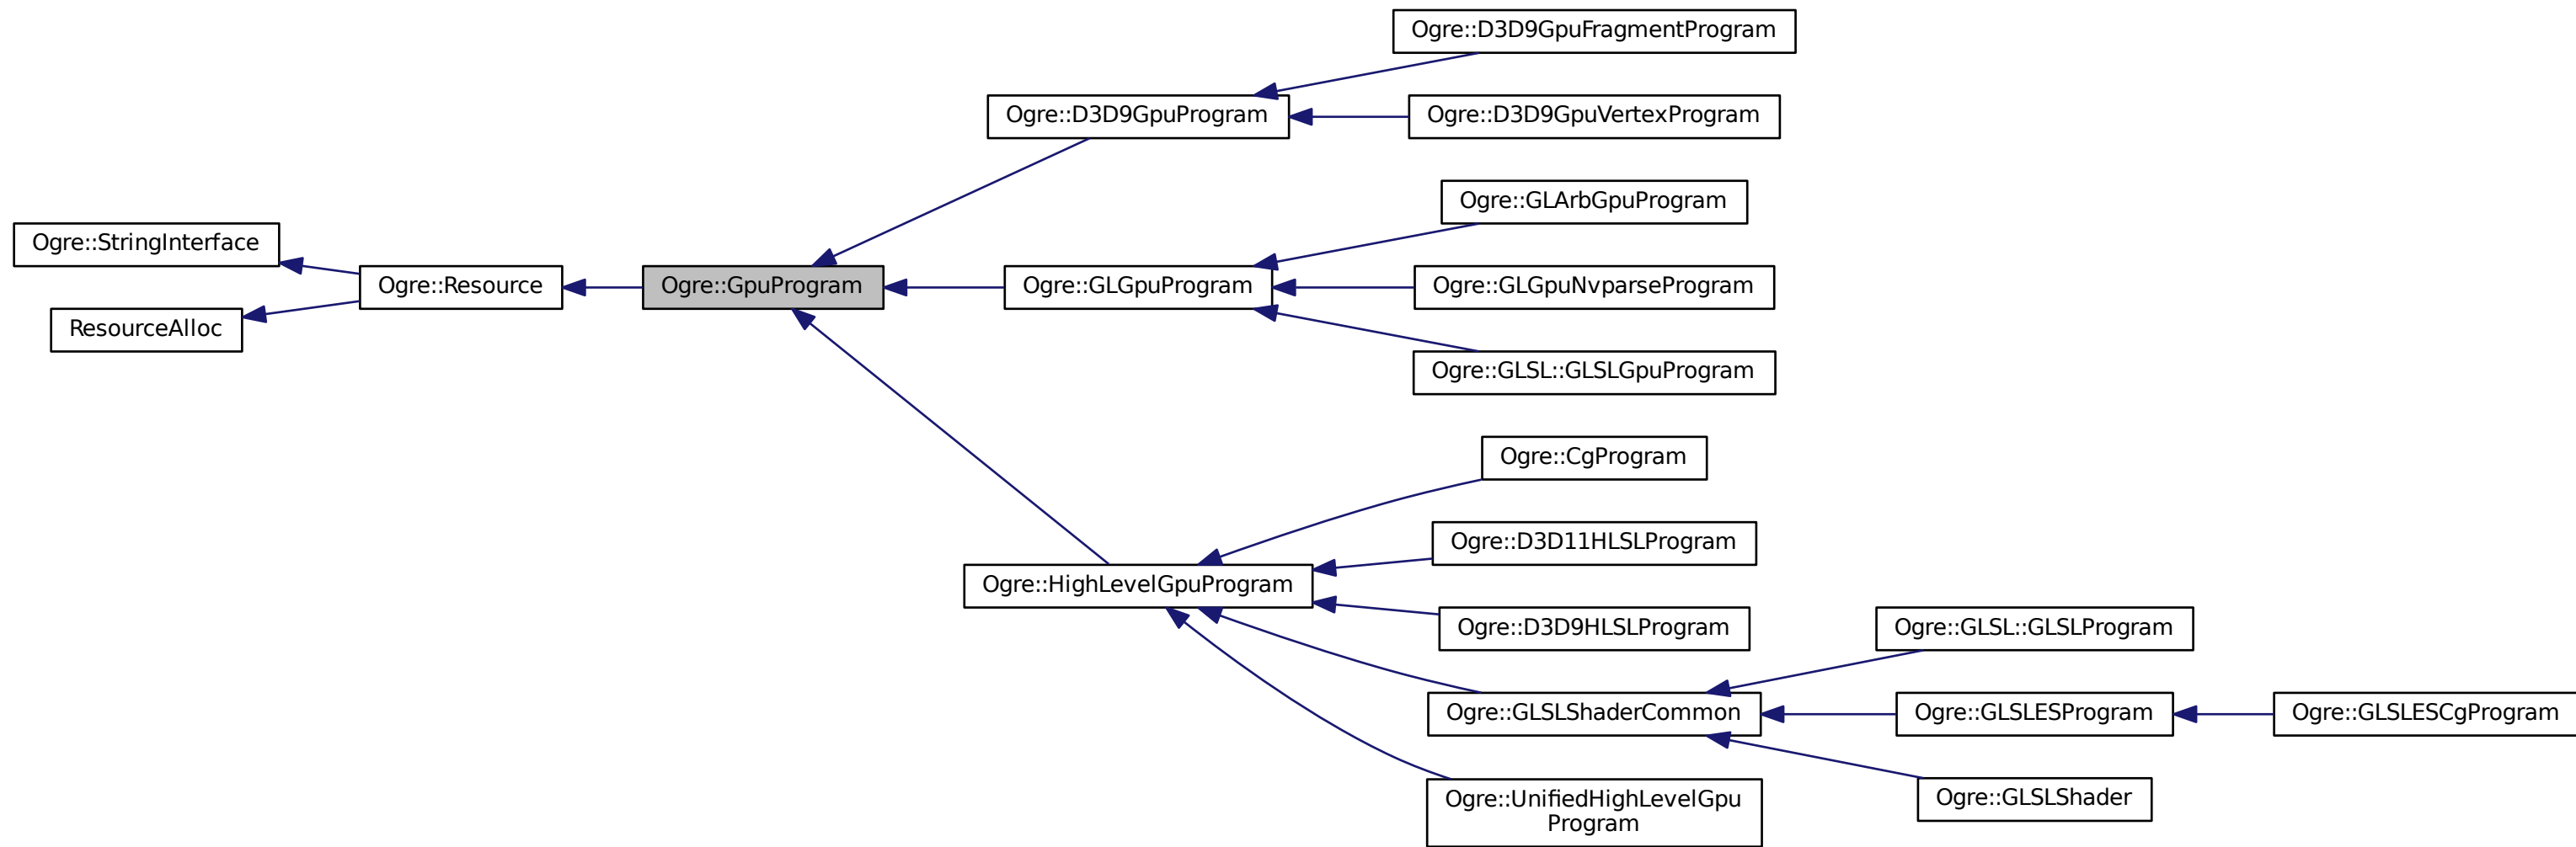 Ogre::D3D9GpuFragmentProgram
Ogre::D3D9GpuProgram
Ogre::D3D9GpuVertexProgram
Ogre::GLArbGpuProgram
Ogre::StringInterface
Ogre::Resource
Ogre::GpuProgram
Ogre::GLGpuProgram
Ogre::GLGpuNvparseProgram
ResourceAlloc
Ogre::GLSL::GLSLGpuProgram
Ogre::CgProgram
Ogre::D3D11HLSLProgram
Ogre::HighLevelGpuProgram
Ogre::D3D9HLSLProgram
Ogre::GLSL::GLSLProgram
Ogre::GLSLShaderCommon
Ogre::GLSLESProgram
Ogre::GLSLESCgProgram
Ogre::UnifiedHighLevelGpu
Program
Ogre::GLSLShader